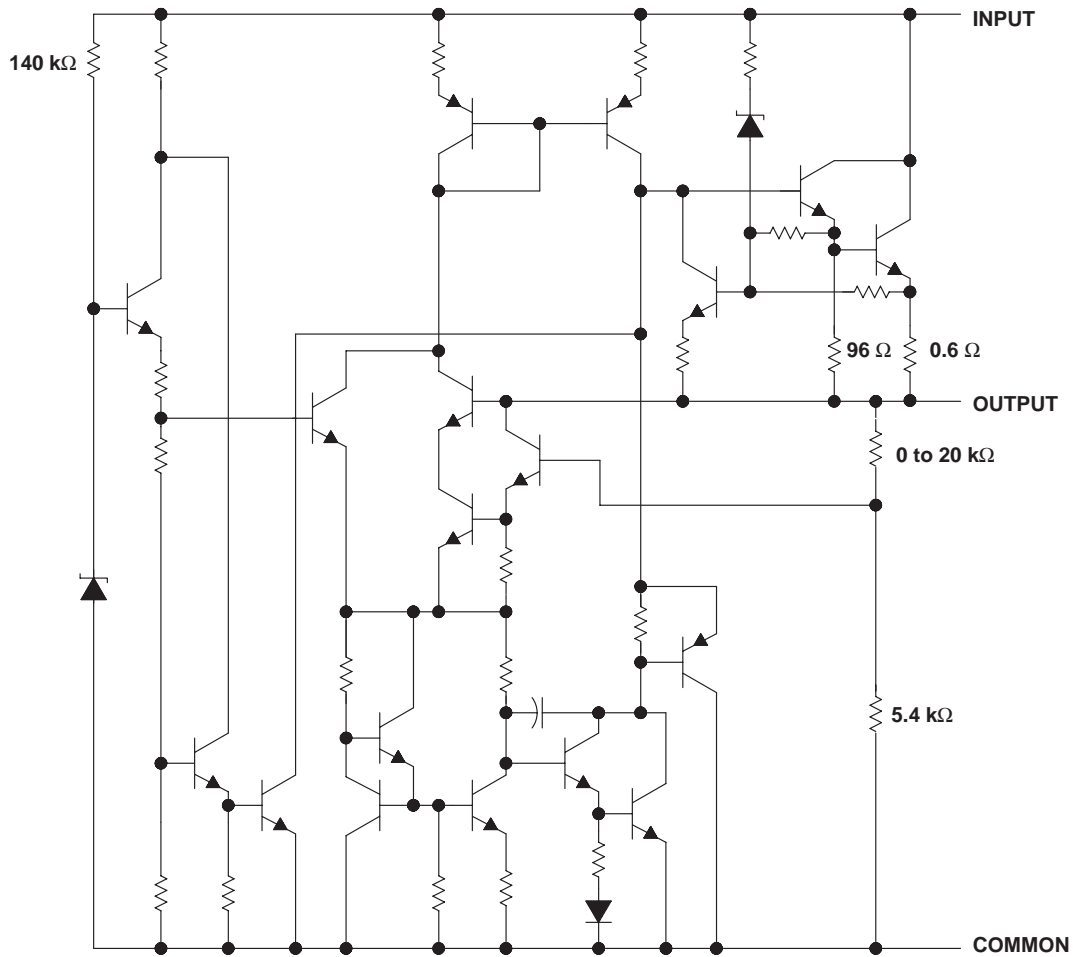 INPUT
140 kΩ
96 Ω
0.6 Ω
OUTPUT
0 to 20 kΩ
5.4 kΩ
COMMON